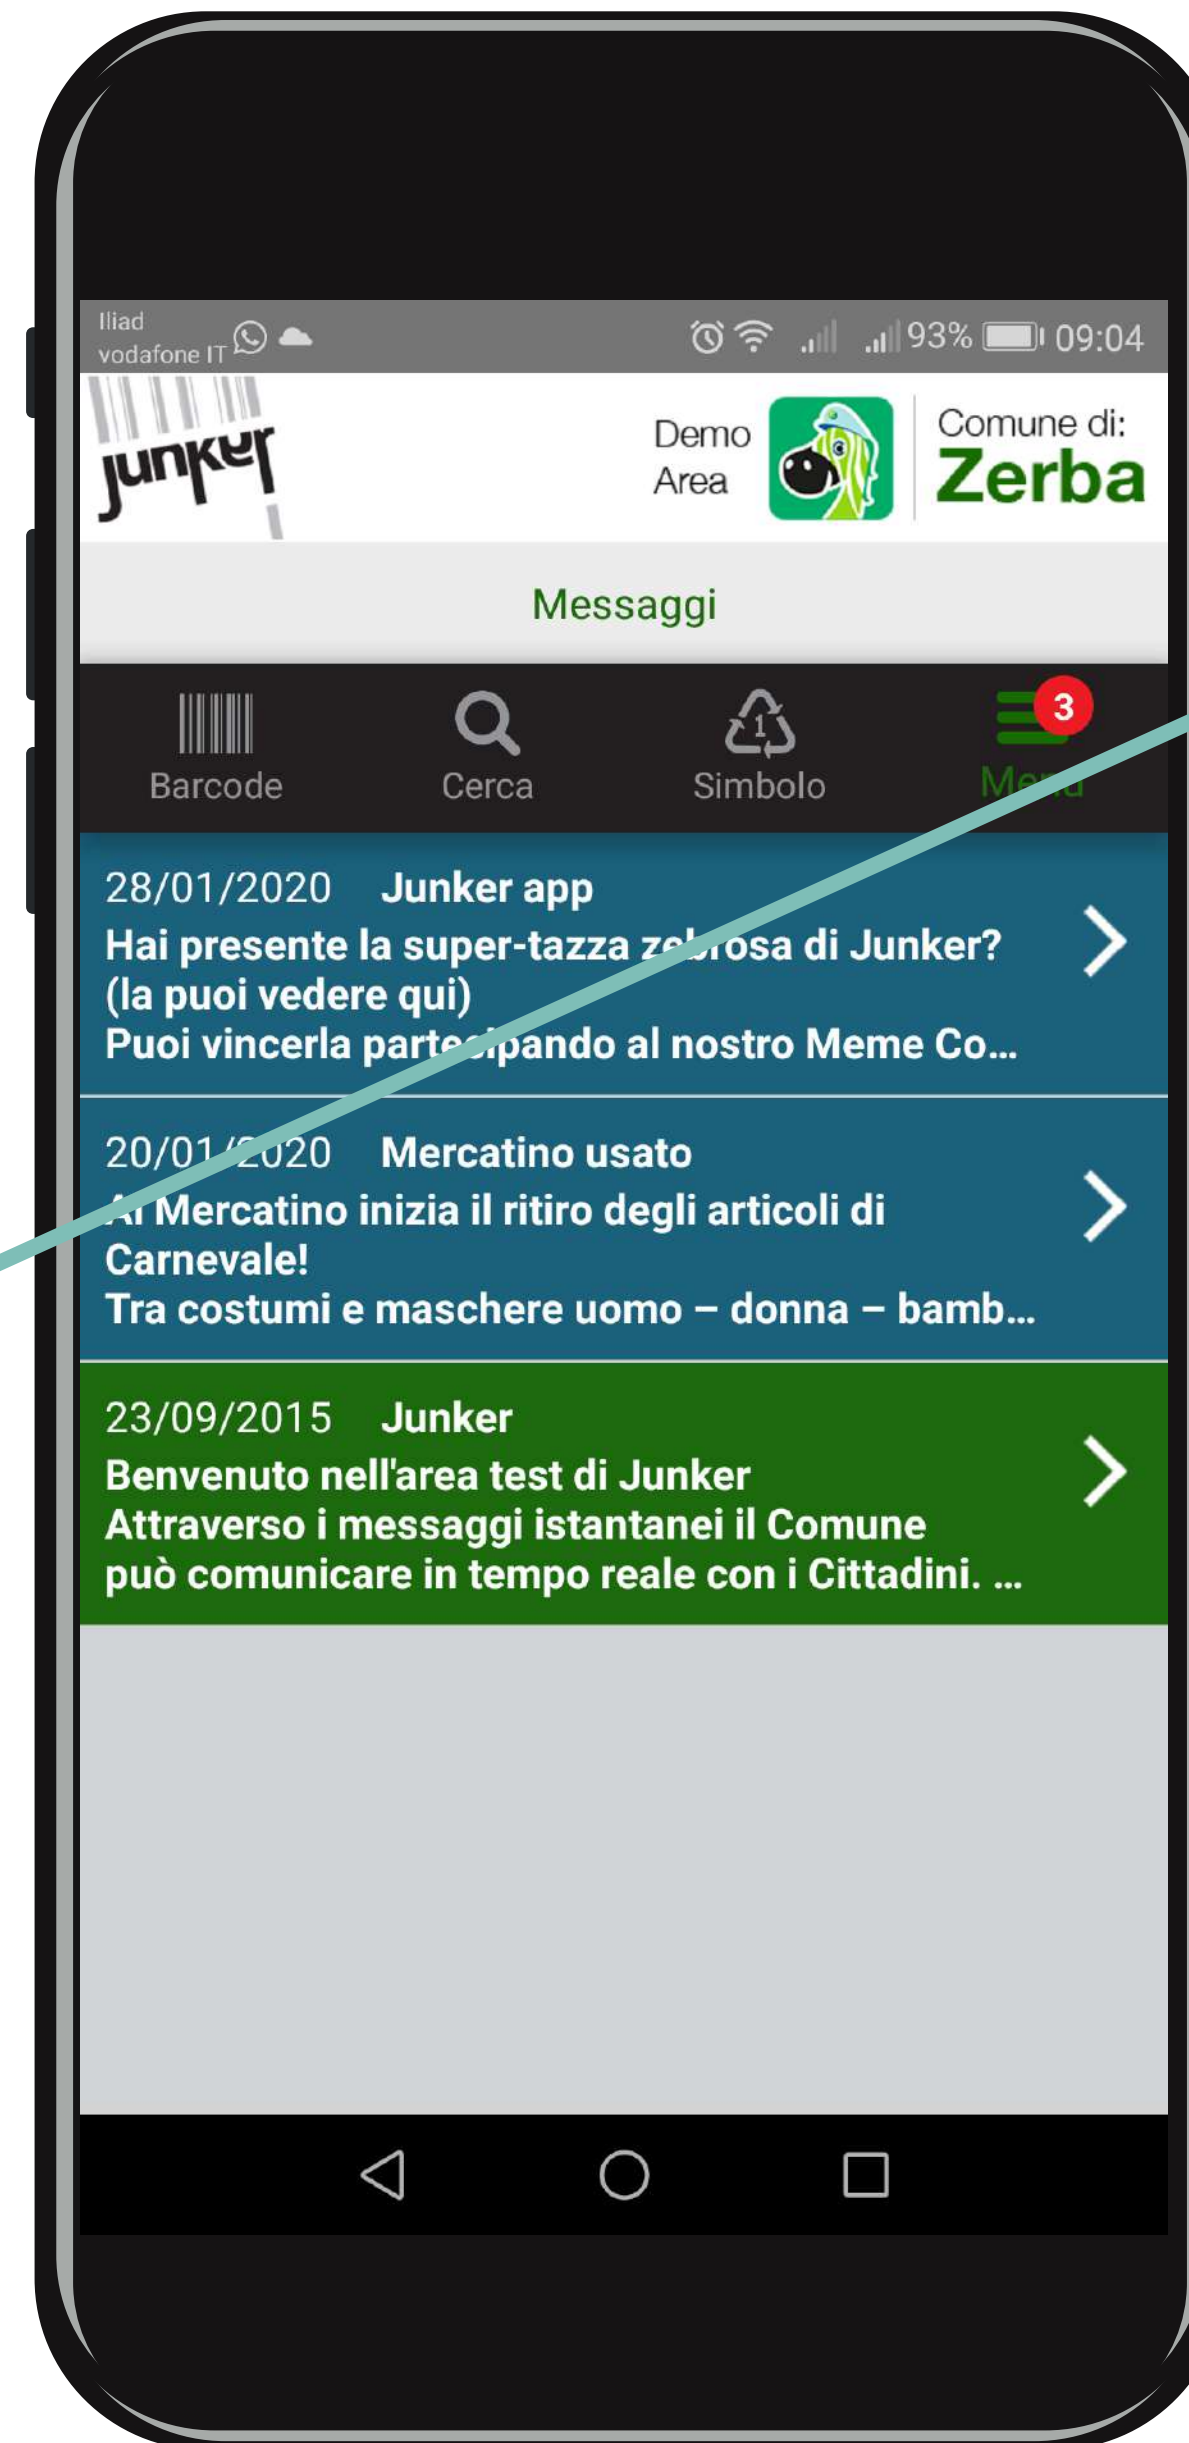 Iliad
vodafone IT
93% 09:04
junker
Demo
Area
Comune di:
Zerba
Messaggi
Barcode
Cerca
1
Simbolo
3
Menu
28/01/2020 Junker app
Hai presente la super-tazza zebrosa di Junker?
(la puoi vedere qui)
Puoi vincerla partecipando al nostro Meme Co...
20/01/2020 Mercatino usato
Al Mercatino inizia il ritiro degli articoli di
Carnevale!
Tra costumi e maschere uomo – donna – bamb...
23/09/2015 Junker
Benvenuto nell'area test di Junker
Attraverso i messaggi istantanei il Comune
può comunicare in tempo reale con i Cittadini. ...